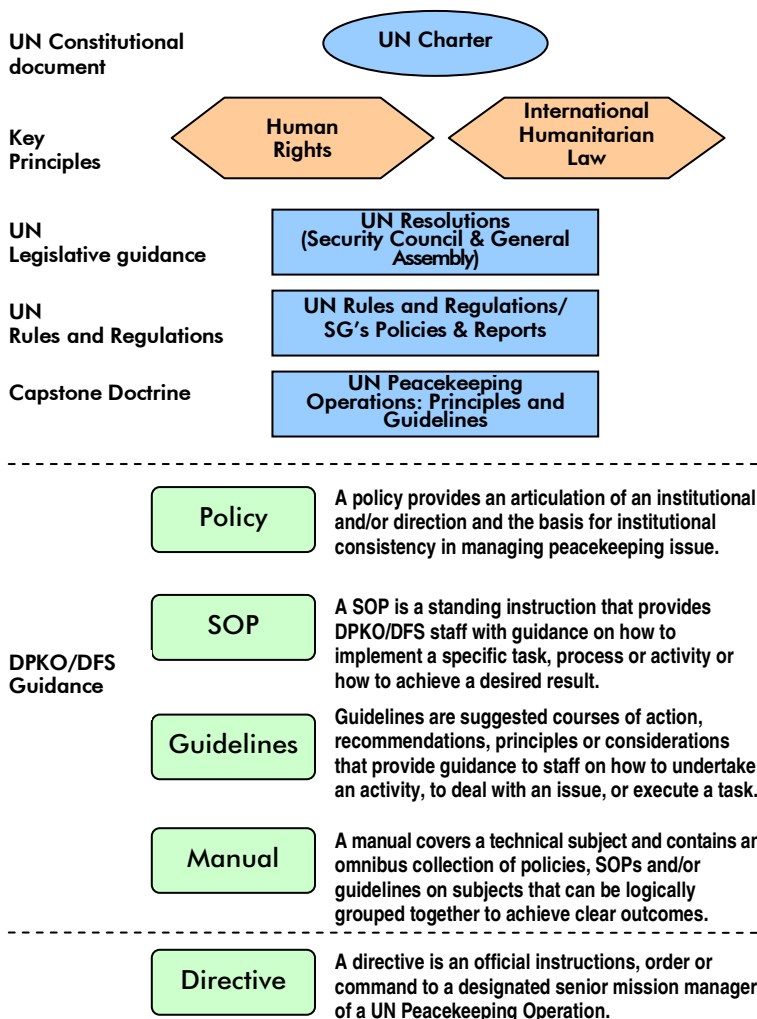 UN Constitutional
document
UN Charter
Key
Principles
Human
Rights
International
Humanitarian
Law
UN
Legislative guidance
UN Resolutions
(Security Council & General
Assembly)
UN
Rules and Regulations
UN Rules and Regulations/
SG's Policies & Reports
Capstone Doctrine
UN Peacekeeping
Operations: Principles and
Guidelines
DPKO/DFS
Guidance
Policy
A policy provides an articulation of an institutional
and/or direction and the basis for institutional
consistency in managing peacekeeping issue.
SOP
A SOP is a standing instruction that provides
DPKO/DFS staff with guidance on how to
implement a specific task, process or activity or
how to achieve a desired result.
Guidelines
Guidelines are suggested courses of action,
recommendations, principles or considerations
that provide guidance to staff on how to undertake
an activity, to deal with an issue, or execute a task.
Manual
A manual covers a technical subject and contains an
omnibus collection of policies, SOPs and/or
guidelines on subjects that can be logically
grouped together to achieve clear outcomes.
Directive
A directive is an official instructions, order or
command to a designated senior mission manager
of a UN Peacekeeping Operation.